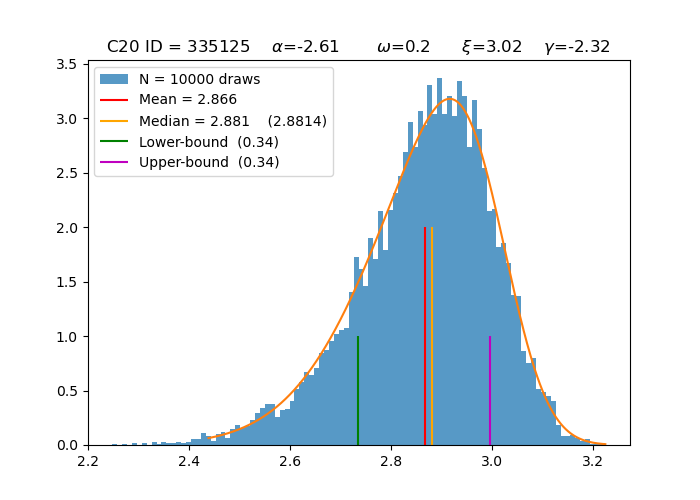 C20 ID = 335125 α=-2.61 ω=0.2 ξ=3.02 γ=-2.32
N = 10000 draws
Mean = 2.866
Median = 2.881 (2.8814)
Lower-bound (0.34)
Upper-bound (0.34)
3.5
3.0
2.5
2.0
1.5
1.0
0.5
0.0
2.2 2.4 2.6 2.8 3.0 3.2